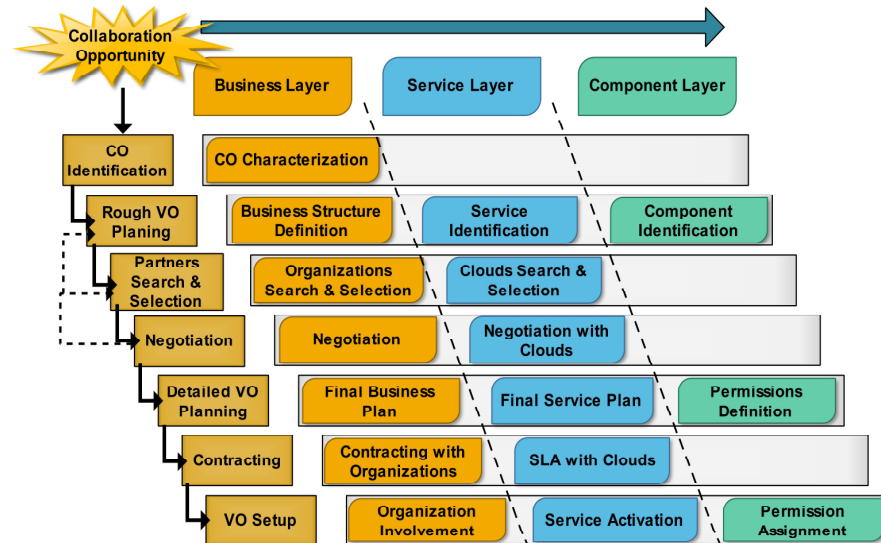 Collaboration
Opportunity
Business Layer
Service Layer
Component Layer
CO
Identification
CO Characterization
Rough VO
Planing
Business Structure
Definition
Service
Identification
Component
Identification
Partners
Search &
Selection
Organizations
Search & Selection
Clouds Search &
Selection
Negotiation
Negotiation
Negotiation with
Clouds
Detailed VO
Planning
Final Business
Plan
Final Service Plan
Permissions
Definition
Contracting
Contracting with
Organizations
SLA with Clouds
VO Setup
Organization
Involvement
Service Activation
Permission
Assignment